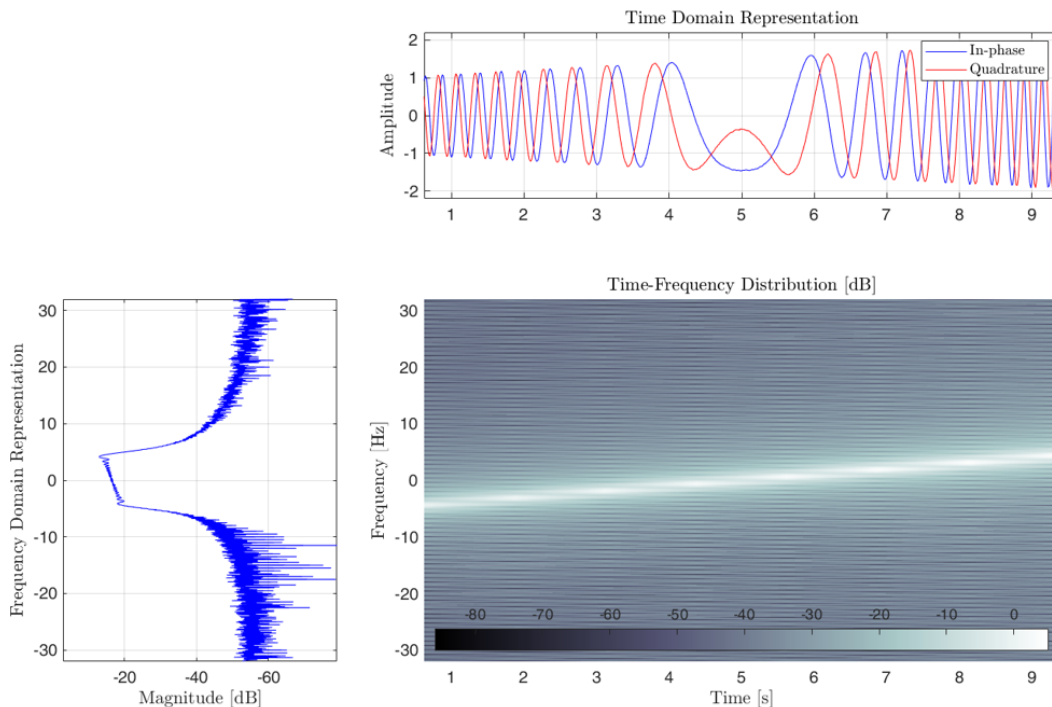 Time Domain Representation
2
1
0
-1
-2
Amplitude
In-phase
Quadrature
1 2 3 4 5 6 7 8 9
Frequency Domain Representation
30
20
10
0
-10
-20
-30
-20 -40 -60
Magnitude [dB]
Time-Frequency Distribution [dB]
Frequency [Hz]
30
20
10
0
-10
-20
-30
-80 -70 -60 -50 -40 -30 -20 -10 0
1 2 3 4 5 6 7 8 9
Time [s]